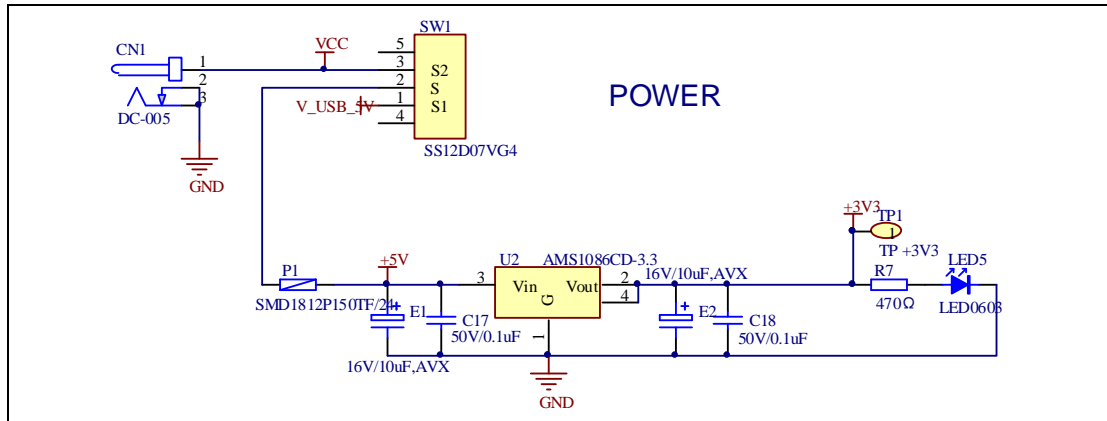 SW1
CN1
VCC
5
1
3
S2
2
2
S
3
V_USB_5V
1
S1
4
POWER
DC-005
SS12D07VG4
GND
+3V3
TP1
1
TP +3V3
P1
+5V
U2
AMS1086CD-3.3
16V/10uF,AVX
R7
LED5
3
Vin
G
Vout
2
4
SMD1812P150TF/24
E1
C17
50V/0.1uF
1
E2
C18
50V/0.1uF
470Ω
LED0603
16V/10uF,AVX
GND